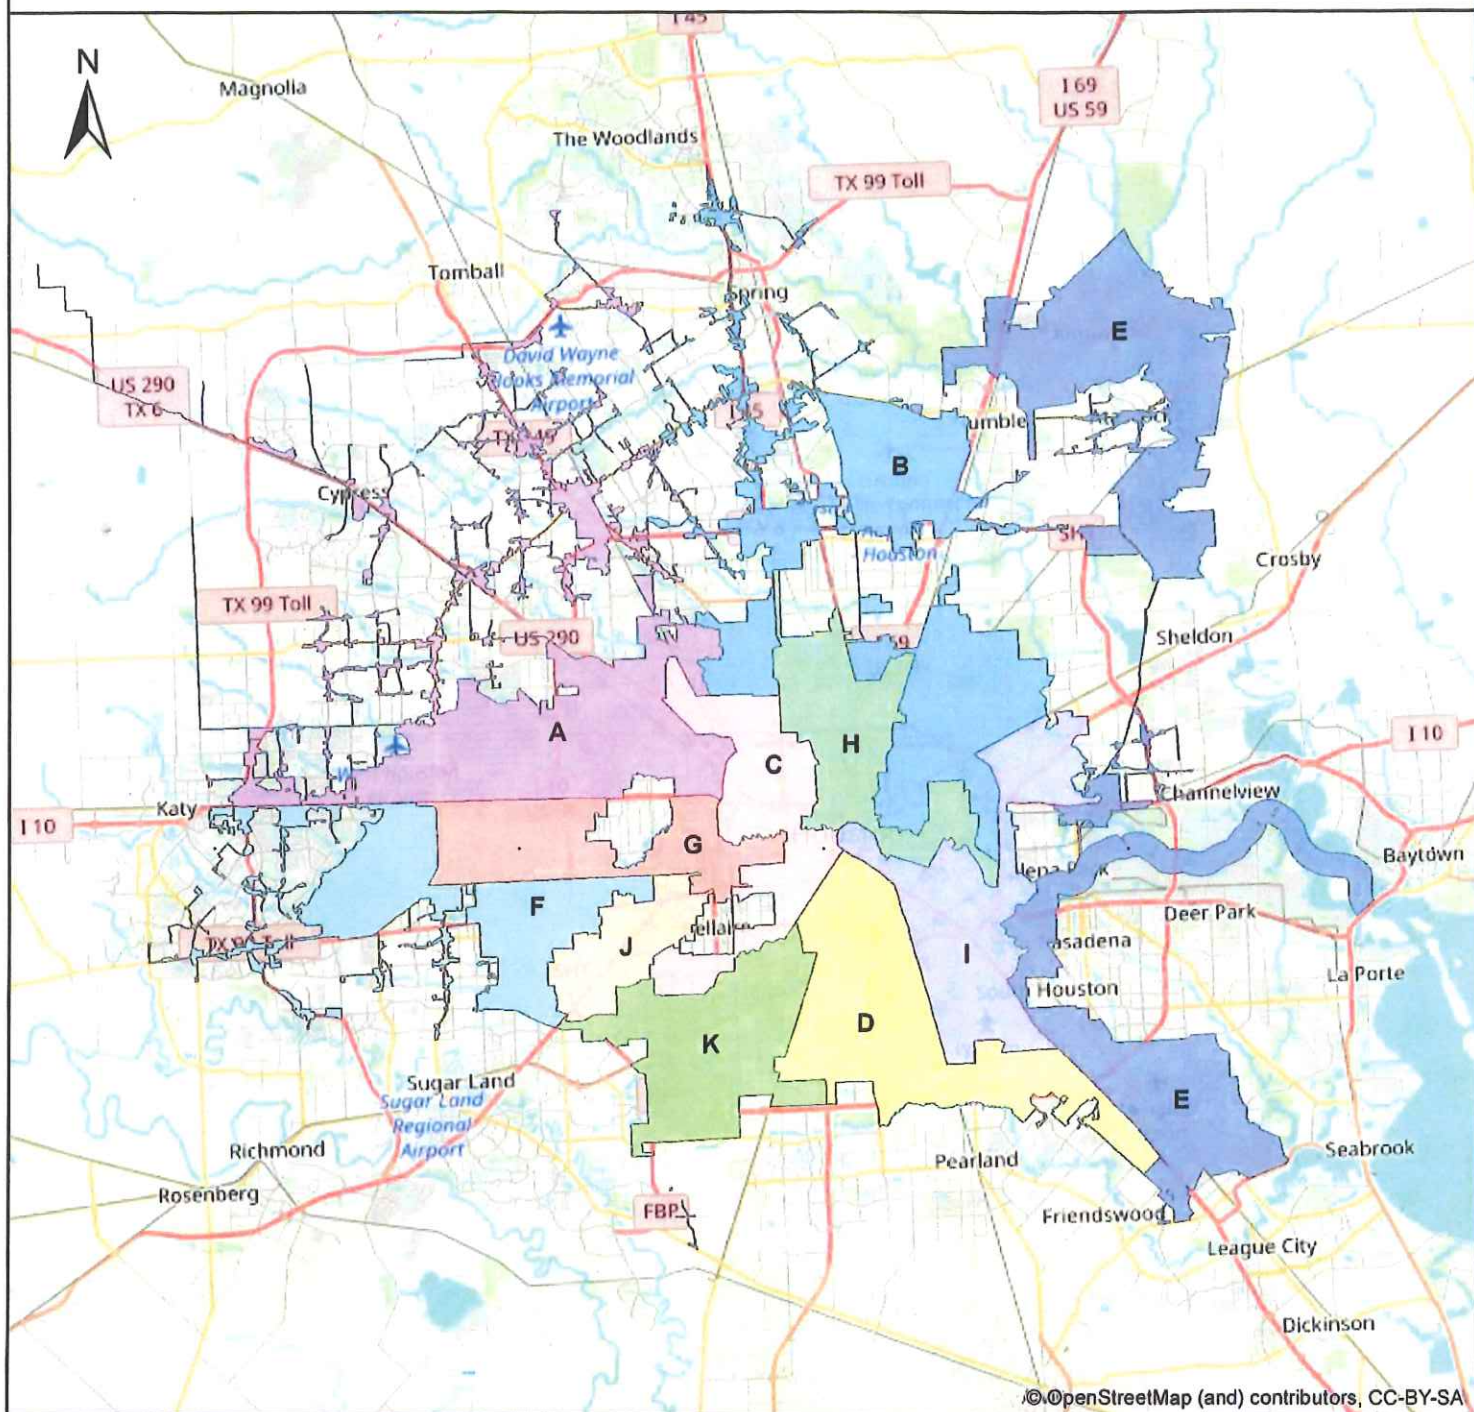 I 45
N
Magnolia
I 69
US 59
The Woodlands
TX 99 Toll
Tomball
Spring
E
David Wayne
Hooks Memorial
Airport
US 290
TX 6
I 45
umble
B
Cypress
Houston
Crosby
TX 99 Toll
US 290
Sheldon
A
H
C
I 10
Katy
Channelview
I 10
G
Baytown
F
Deer Park
J
asadena
I
La Porte
Houston
D
K
Sugar Land
Sugar Land
Regional
Airport
E
Richmond
Seabrook
Pearland
Rosenberg
FBP
Friendswood
League City
Dickinson
© OpenStreetMap (and) contributors, CC-BY-SA